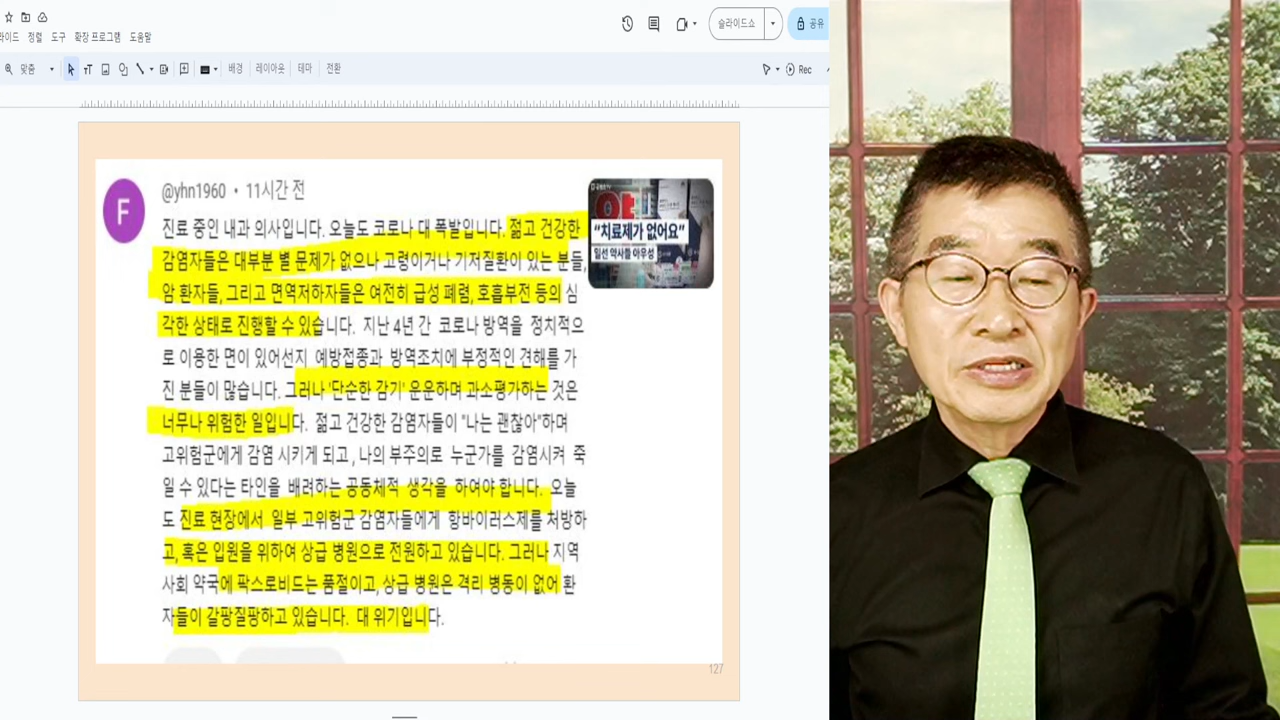 라이드 정렬 도구 확장 프로그램 도움말
슬라이드쇼
공유
맞춤
배경 레이아웃 테마 전환
Rec
F
@yhn1960 • 11시간 전
진료 중인 내과 의사입니다. 오늘도 코로나 대 폭발입니다. 젊고 건강한
감염자들은 대부분 별 문제가 없으나 고령이거나 기저질환이 있는 분들,
암 환자들, 그리고 면역저하자들은 여전히 급성 폐렴, 호흡부전 등의 심
각한 상태로 진행할 수 있습니다. 지난 4년 간 코로나 방역을 정치적으
로 이용한 면이 있어선지 예방접종과 방역조치에 부정적인 견해를 가
진 분들이 많습니다. 그러나 '단순한 감기' 운운하며 과소평가하는 것은
너무나 위험한 일입니다. 젊고 건강한 감염자들이 "나는 괜찮아"하며
고위험군에게 감염 시키게 되고, 나의 부주의로 누군가를 감염시켜 죽
일 수 있다는 타인을 배려하는 공동체적 생각을 하여야 합니다. 오늘
도 진료 현장에서 일부 고위험군 감염자들에게 항바이러스제를 처방하
고, 혹은 입원을 위하여 상급 병원으로 전원하고 있습니다. 그러나 지역
사회 약국에 팍스로비드는 품절이고, 상급 병원은 격리 병동이 없어 환
자들이 갈팡질팡하고 있습니다. 대 위기입니다.
“치료제가 없어요”
일선 약사들 아우성
127